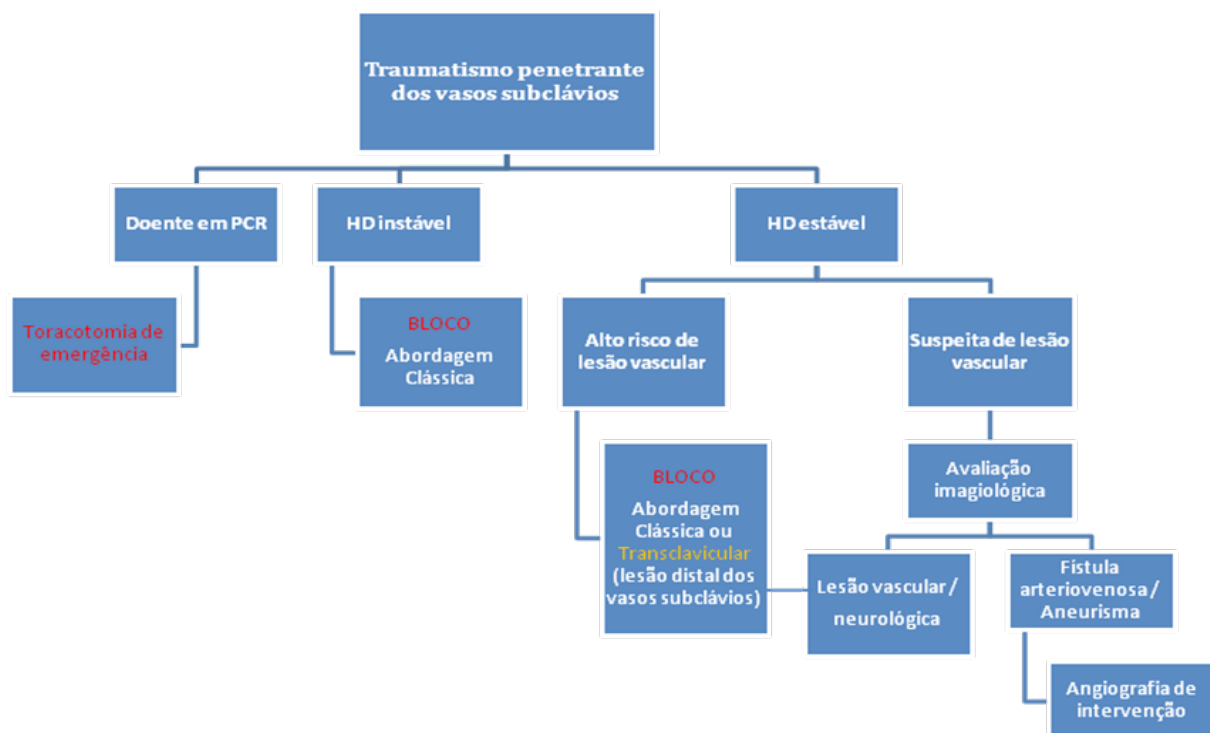 Traumatismo penetrante
dos vasos subclávios
Doente em PCR
HD instável
HD estável
Toracotomia de
emergência
BLOCO
Abordagem
Clássica
Alto risco de
lesão vascular
Suspeita de lesão
vascular
BLOCO
Abordagem
Clássica ou
Transclavicular
(lesão distal dos
vasos subclávios)
Avaliação
imagiológica
Lesão vascular /
neurológica
Fístula
arteriovenosa /
Aneurisma
Angiografia de
intervenção